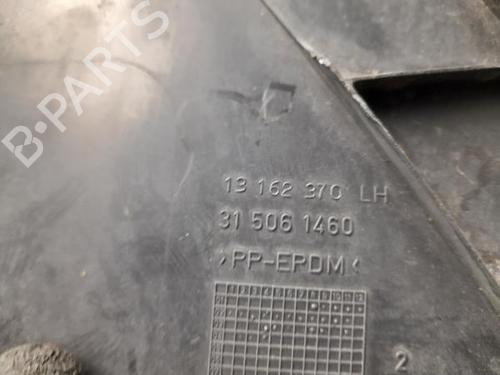 B-PARTS
13 162 370 LH
31 506 1460
>PP-EPDM<
2